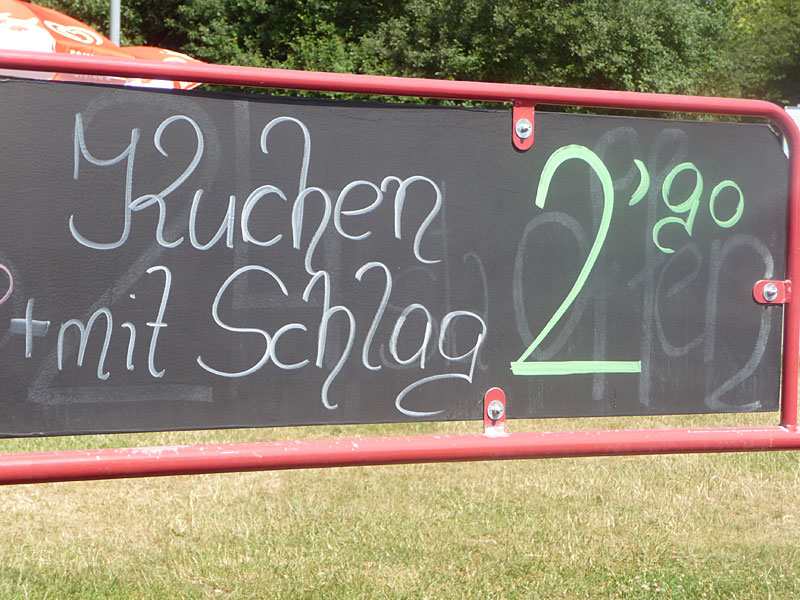 Kuchen 2,90
+ mit Schlag